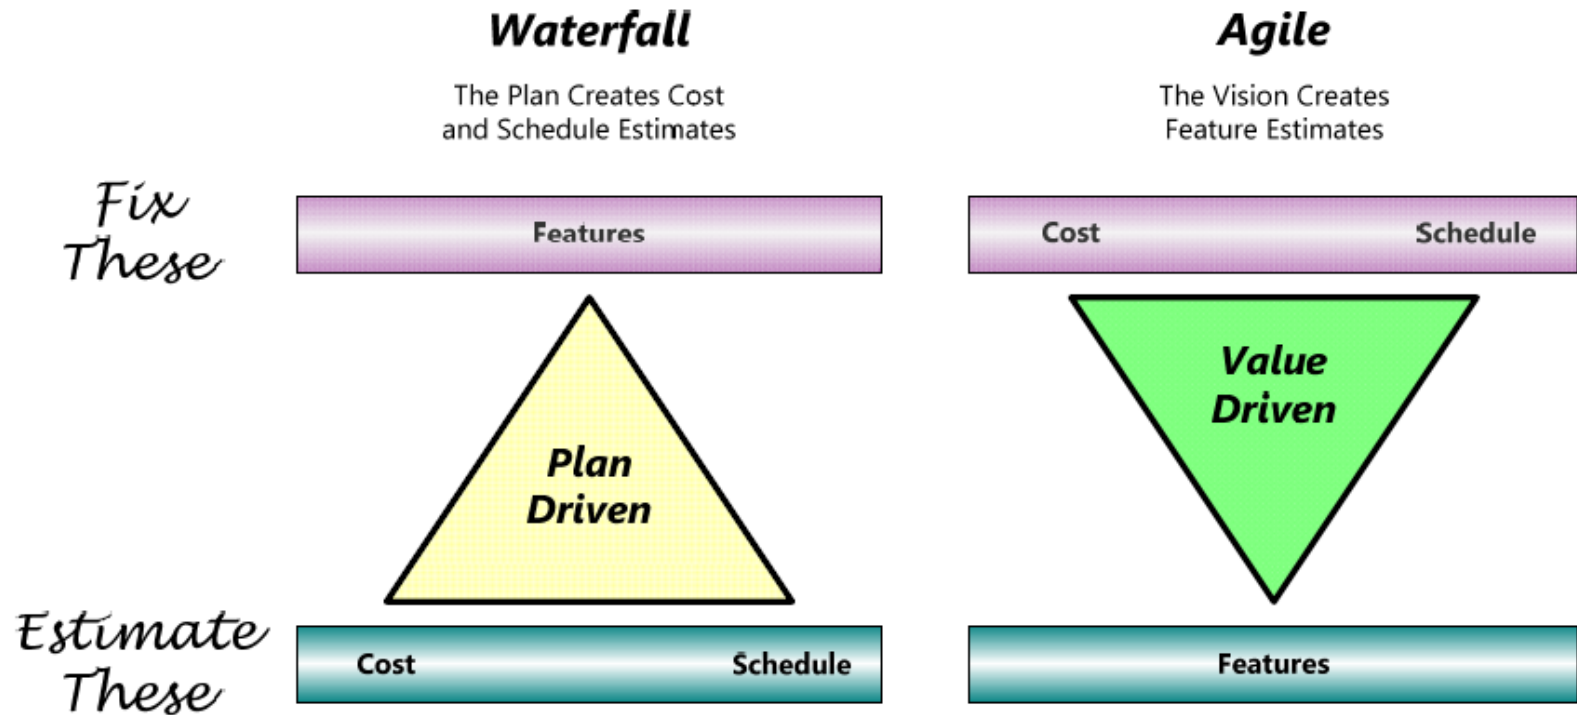 Waterfall
Agile
The Plan Creates Cost
and Schedule Estimates
The Vision Creates
Feature Estimates
Fix
These
Features
Cost
Schedule
Plan
Driven
Value
Driven
Estimate
These
Cost
Schedule
Features